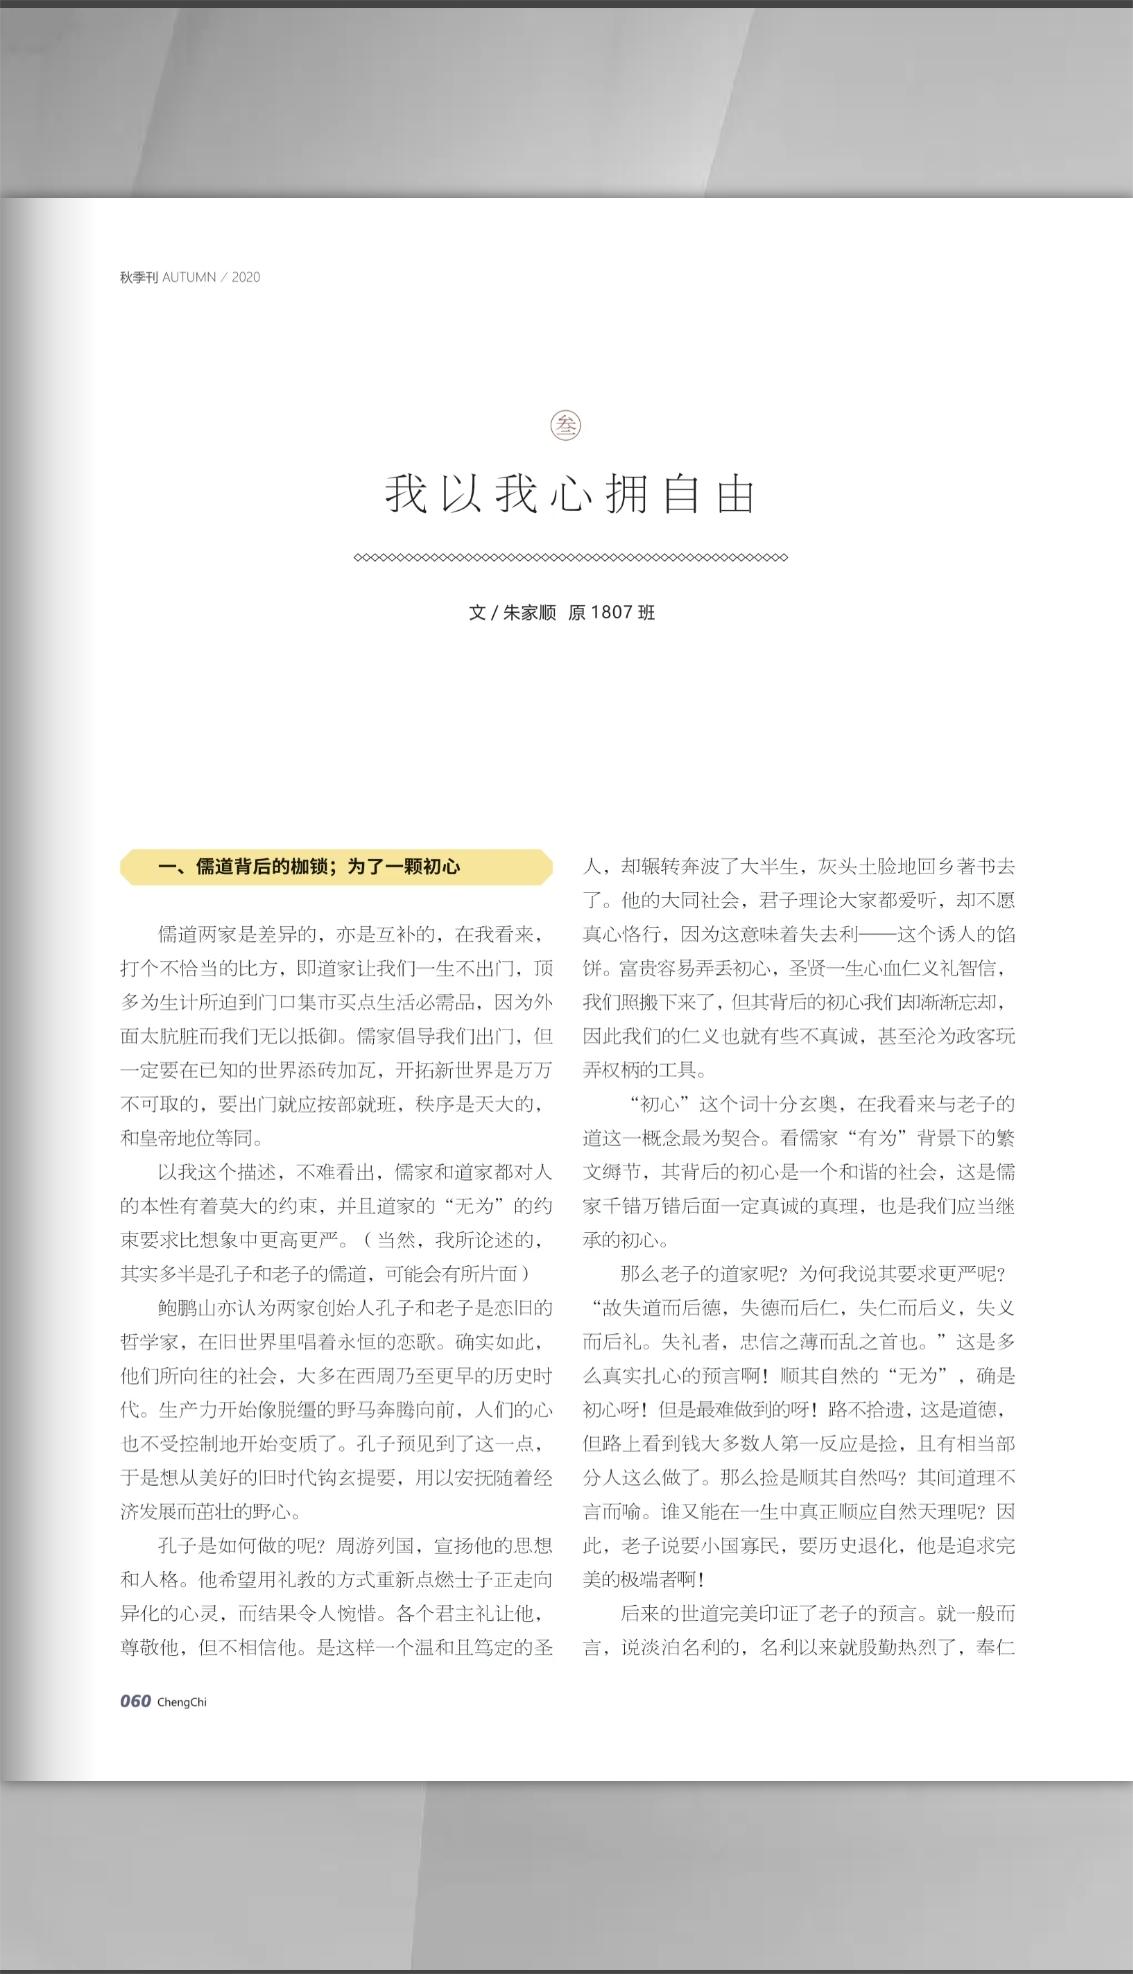 秋季刊 AUTUMN / 2020
叁
我以我心拥自由
文 / 朱家顺 原 1807 班
一、儒道背后的枷锁；为了一颗初心
儒道两家是差异的，亦是互补的，在我看来，
打个不恰当的比方，即道家让我们一生不出门，顶
多为生计所迫到门口集市买点生活必需品，因为外
面太肮脏而我们无以抵御。儒家倡导我们出门，但
一定要在已知的世界添砖加瓦，开拓新世界是万万
不可取的，要出门就应按部就班，秩序是天大的，
和皇帝地位等同。
以我这个描述，不难看出，儒家和道家都对人
的本性有着莫大的约束，并且道家的“无为”的约
束要求比想象中更高更严。（当然，我所论述的，
其实多半是孔子和老子的儒道，可能会有所片面）
鲍鹏山亦认为两家创始人孔子和老子是恋旧的
哲学家，在旧世界里唱着永恒的恋歌。确实如此，
他们所向往的社会，大多在西周乃至更早的历史时
代。生产力开始像脱缰的野马奔腾向前，人们的心
也不受控制地开始变质了。孔子预见到了这一点，
于是想从美好的旧时代钩玄提要，用以安抚随着经
济发展而茁壮的野心。
孔子是如何做的呢？周游列国，宣扬他的思想
和人格。他希望用礼教的方式重新点燃士子正走向
异化的心灵，而结果令人惋惜。各个君主礼让他，
尊敬他，但不相信他。是这样一个温和且笃定的圣
人，却辗转奔波了大半生，灰头土脸地回乡著书去
了。他的大同社会，君子理论大家都爱听，却不愿
真心恪行，因为这意味着失去利——这个诱人的馅
饼。富贵容易弄丢初心，圣贤一生心血仁义礼智信，
我们照搬下来了，但其背后的初心我们却渐渐忘却，
因此我们的仁义也就有些不真诚，甚至沦为政客玩
弄权柄的工具。
“初心”这个词十分玄奥，在我看来与老子的
道这一概念最为契合。看儒家“有为”背景下的繁
文缛节，其背后的初心是一个和谐的社会，这是儒
家千错万错后面一定真诚的真理，也是我们应当继
承的初心。
那么老子的道家呢？为何我说其要求更严呢？
“故失道而后德，失德而后仁，失仁而后义，失义
而后礼。失礼者，忠信之薄而乱之首也。”这是多
么真实扎心的预言啊！顺其自然的“无为”，确是
初心呀！但是最难做到的呀！路不拾遗，这是道德，
但路上看到钱大多数人第一反应是捡，且有相当部
分人这么做了。那么捡是顺其自然吗？其间道理不
言而喻。谁又能在一生中真正顺应自然天理呢？因
此，老子说要小国寡民，要历史退化，他是追求完
美的极端者啊！
后来的世道完美印证了老子的预言。就一般而
言，说淡泊名利的，名利以来就殷勤热烈了，奉仁
060 ChengChi